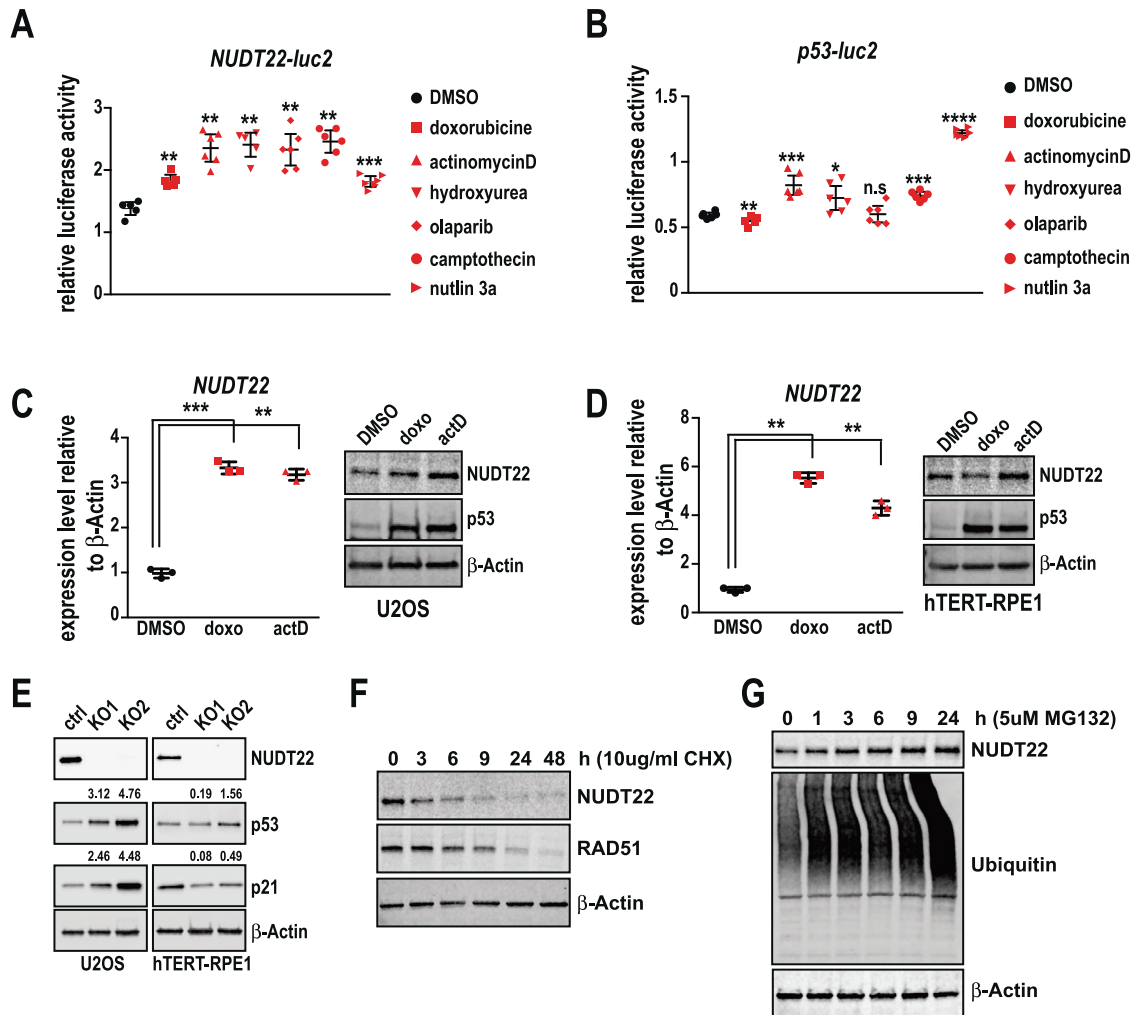 A
NUDT22-luc2
relative luciferase activity
3
2
1
0
** ** ** ** ** ***
DMSO
doxorubicine
actinomycinD
hydroxyurea
olaparib
camptothecin
nutlin 3a
B
p53-luc2
relative luciferase activity
1.5
1
0.5
0
** *** * n.s *** ****
DMSO
doxorubicine
actinomycinD
hydroxyurea
olaparib
camptothecin
nutlin 3a
C
NUDT22
expression level relative
to β-Actin
4
3
2
1
0
*** **
DMSO doxo actD
DMSO doxo actD
NUDT22
p53
β-Actin
U2OS
D
NUDT22
expression level relative
to β-Actin
8
6
4
2
0
** **
DMSO doxo actD
DMSO doxo actD
NUDT22
p53
β-Actin
hTERT-RPE1
E
ctrl KO1 KO2 ctrl KO1 KO2
NUDT22
3.12 4.76 0.19 1.56
p53
2.46 4.48 0.08 0.49
p21
β-Actin
U2OS hTERT-RPE1
F
0 3 6 9 24 48 h (10ug/ml CHX)
NUDT22
RAD51
β-Actin
G
0 1 3 6 9 24 h (5uM MG132)
NUDT22
Ubiquitin
β-Actin